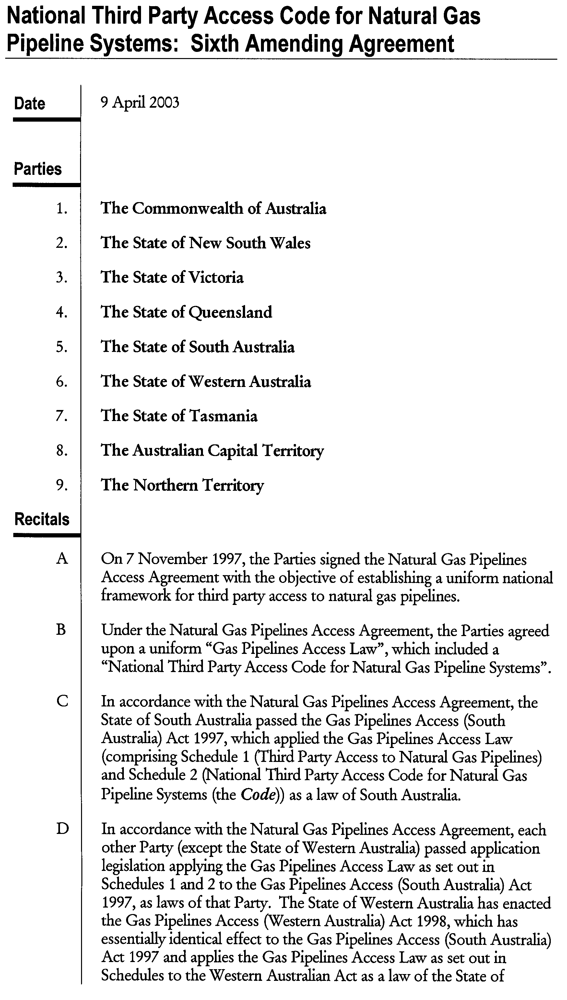 National Third Party Access Code for Natural Gas
Pipeline Systems: Sixth Amending Agreement
Date
9 April 2003
Parties
1. The Commonwealth of Australia
2. The State of New South Wales
3. The State of Victoria
4. The State of Queensland
5. The State of South Australia
6. The State of Western Australia
7. The State of Tasmania
8. The Australian Capital Territory
9. The Northern Territory
Recitals
A On 7 November 1997, the Parties signed the Natural Gas Pipelines
Access Agreement with the objective of establishing a uniform national
framework for third party access to natural gas pipelines.
B Under the Natural Gas Pipelines Access Agreement, the Parties agreed
upon a uniform “Gas Pipelines Access Law”, which included a
“National Third Party Access Code for Natural Gas Pipeline Systems”.
C In accordance with the Natural Gas Pipelines Access Agreement, the
State of South Australia passed the Gas Pipelines Access (South
Australia) Act 1997, which applied the Gas Pipelines Access Law
(comprising Schedule 1 (Third Party Access to Natural Gas Pipelines)
and Schedule 2 (National Third Party Access Code for Natural Gas
Pipeline Systems (the Code)) as a law of South Australia.
D In accordance with the Natural Gas Pipelines Access Agreement, each
other Party (except the State of Western Australia) passed application
legislation applying the Gas Pipelines Access Law as set out in
Schedules 1 and 2 to the Gas Pipelines Access (South Australia) Act
1997, as laws of that Party. The State of Western Australia has enacted
the Gas Pipelines Access (Western Australia) Act 1998, which has
essentially identical effect to the Gas Pipelines Access (South Australia)
Act 1997 and applies the Gas Pipelines Access Law as set out in
Schedules to the Western Australian Act as a law of the State of